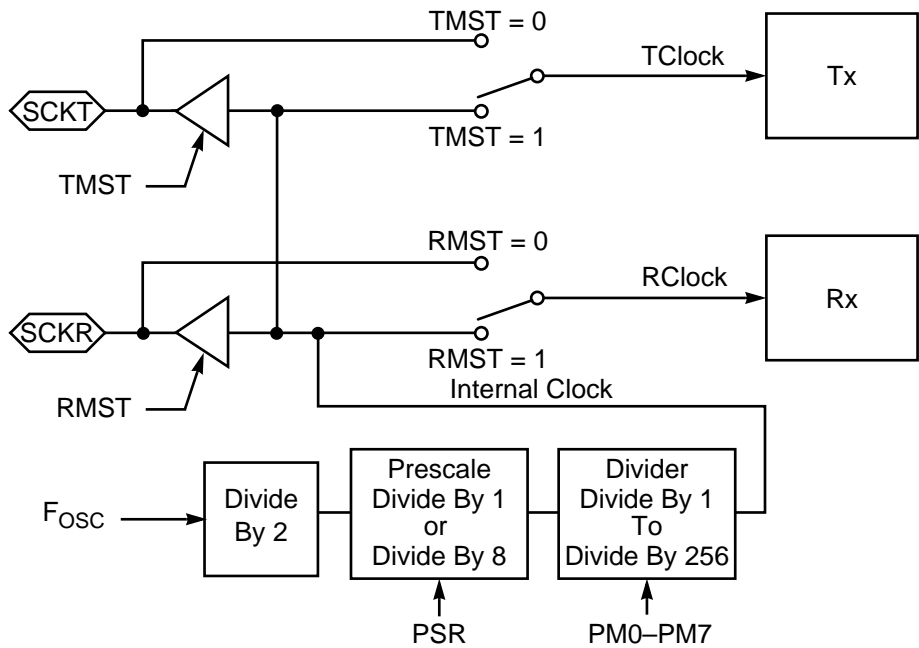 TMST = 0
TClock
Tx
SCKT
TMST = 1
TMST
RMST = 0
RClock
Rx
SCKR
RMST = 1
RMST
Internal Clock
FOSC
Divide
By 2
Prescale
Divide By 1
or
Divide By 8
Divider
Divide By 1
To
Divide By 256
PSR
PM0–PM7